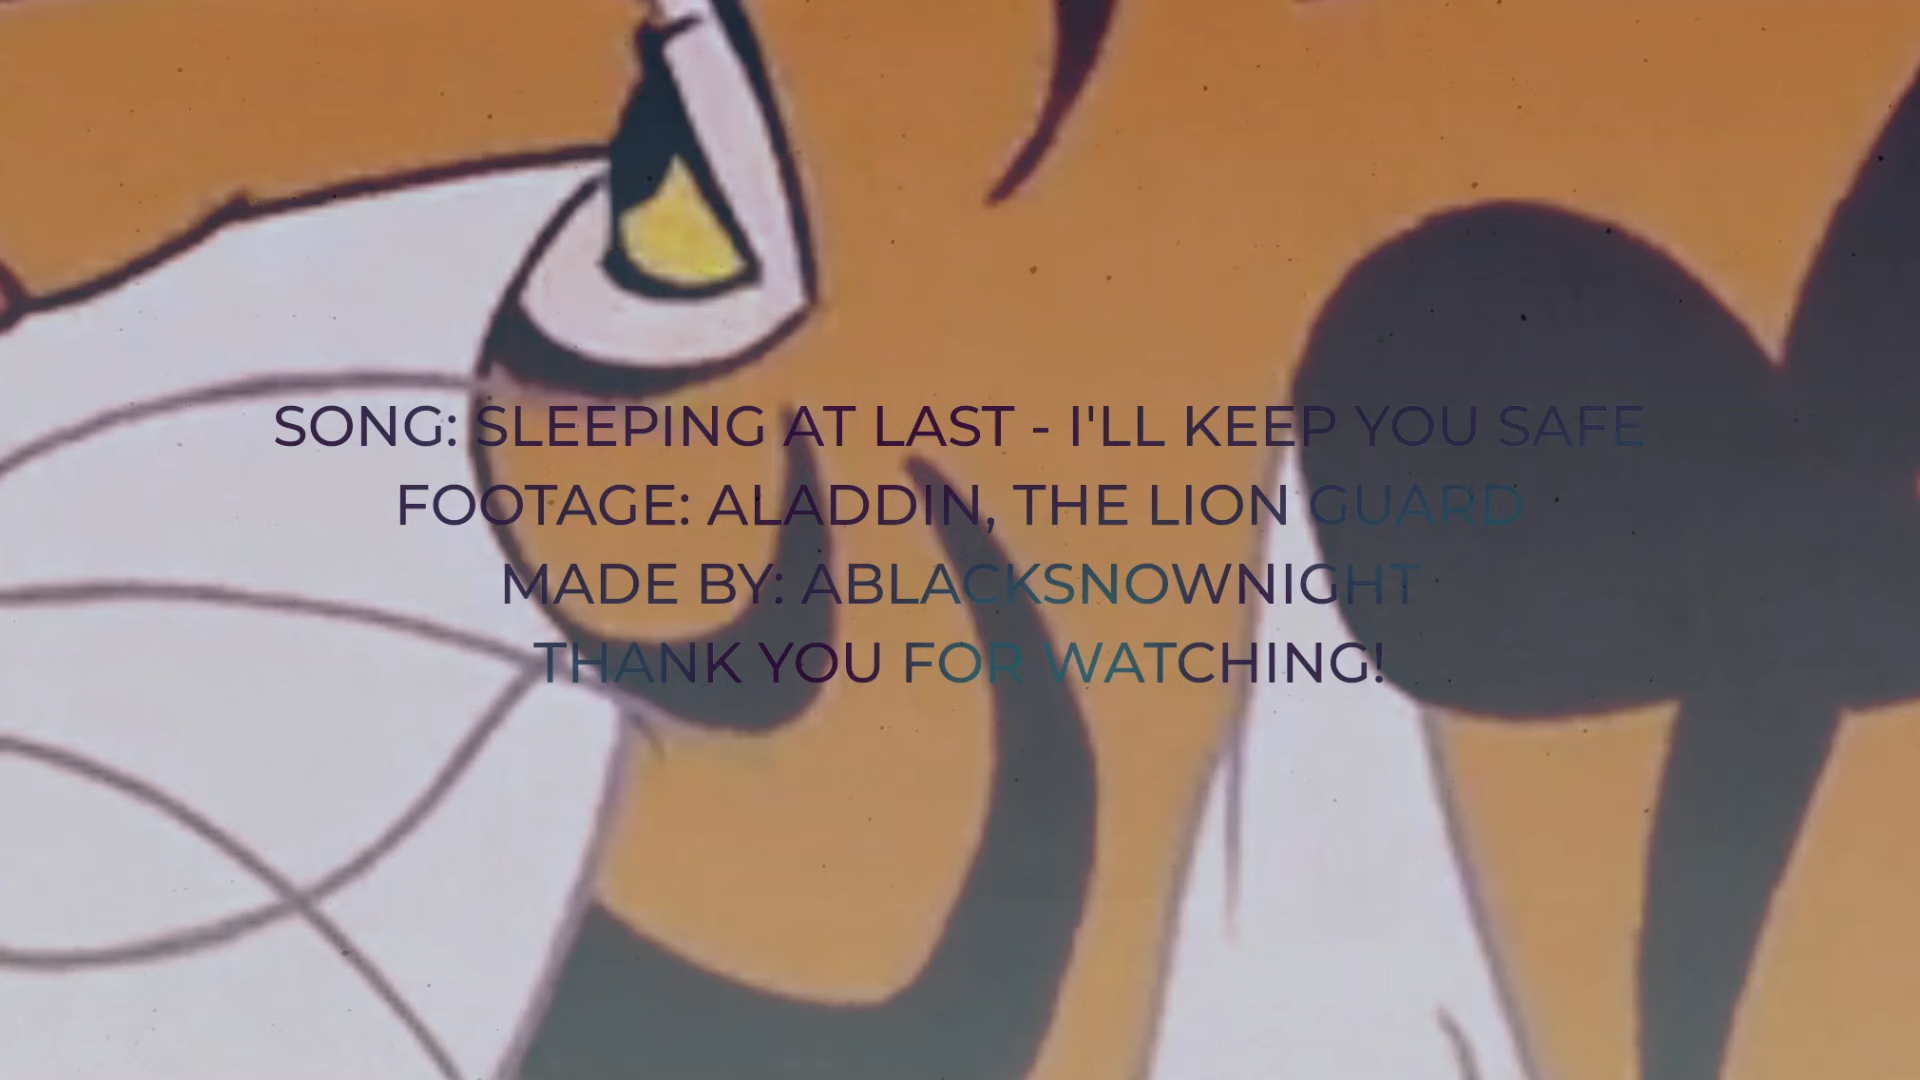 SONG: SLEEPING AT LAST - I'LL KEEP YOU SAFE
FOOTAGE: ALADDIN, THE LION GUARD
MADE BY: ABLACKSNOWNIGHT
THANK YOU FOR WATCHING!